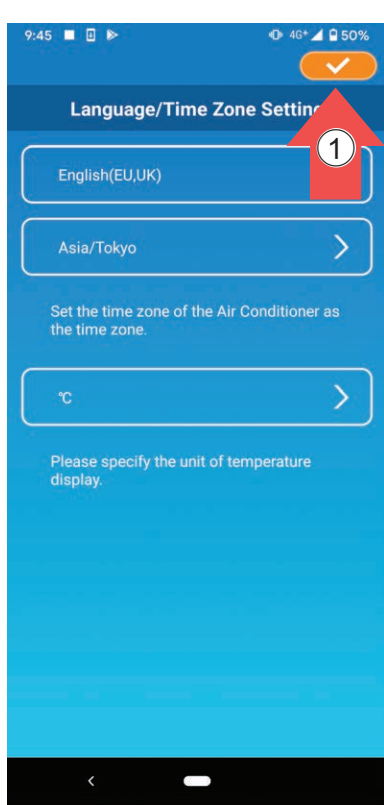 9:45 4G+ 50%
Language/Time Zone Setting
1
English(EU,UK)
Asia/Tokyo
Set the time zone of the Air Conditioner as
the time zone.
℃
Please specify the unit of temperature
display.